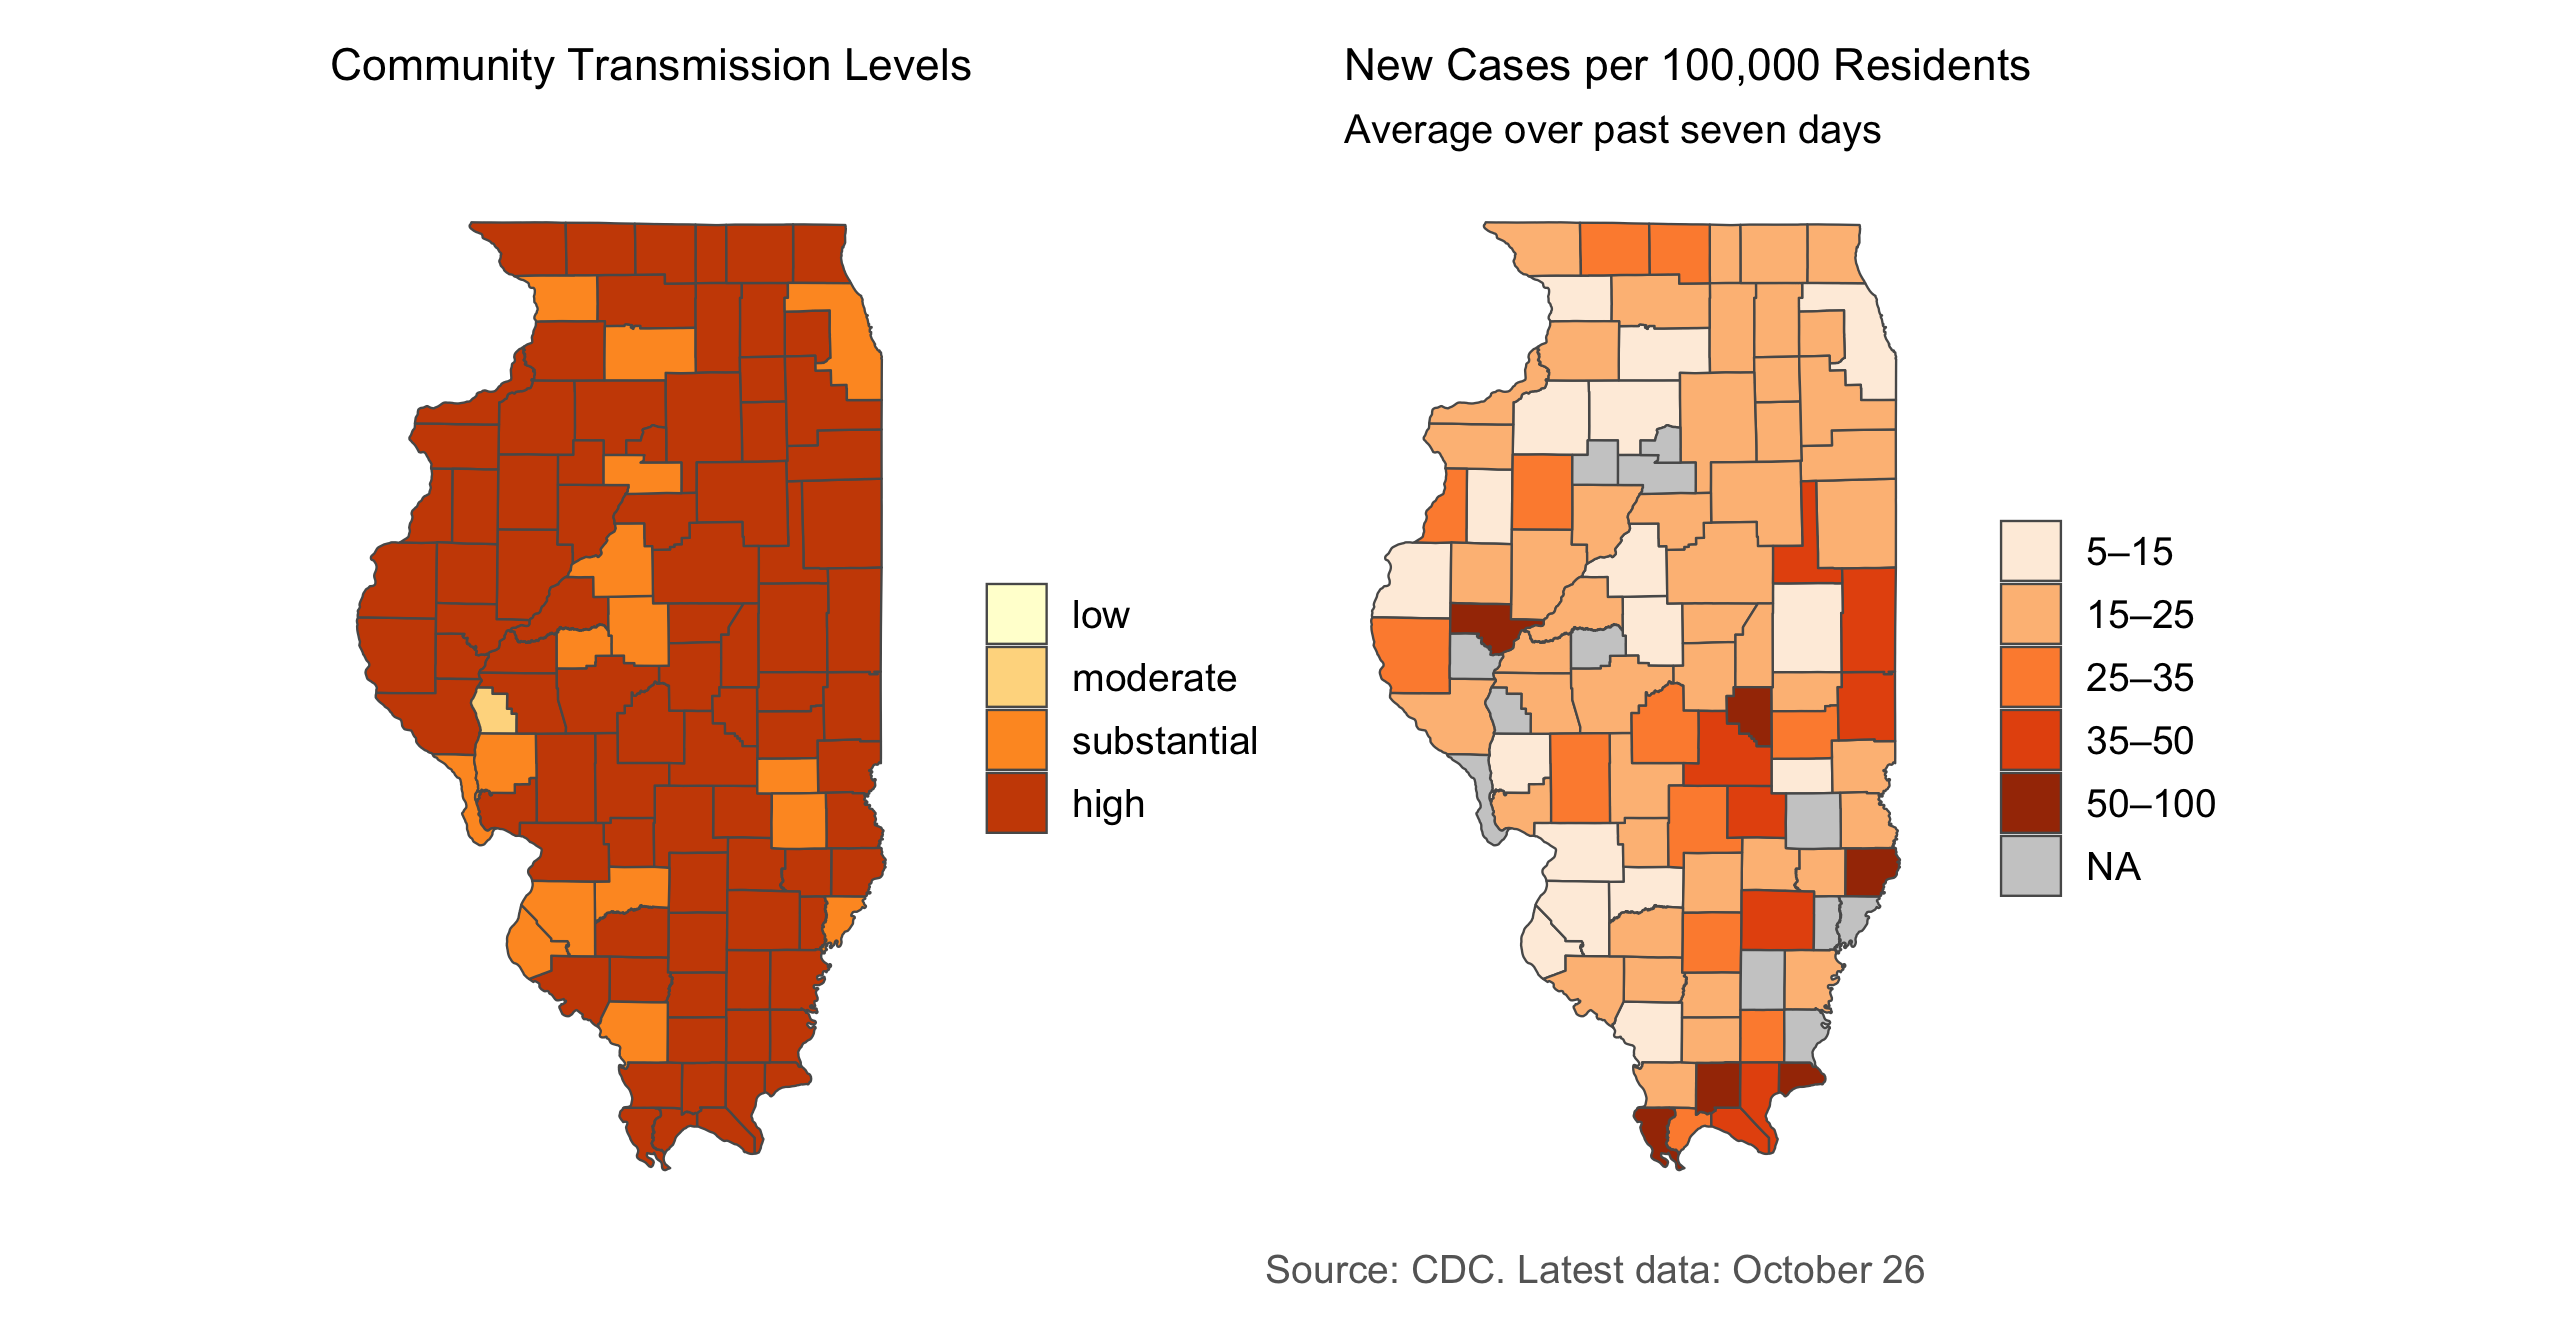 Community Transmission Levels
New Cases per 100,000 Residents
Average over past seven days
low
moderate
substantial
high
5–15
15–25
25–35
35–50
50–100
NA
Source: CDC. Latest data: October 26